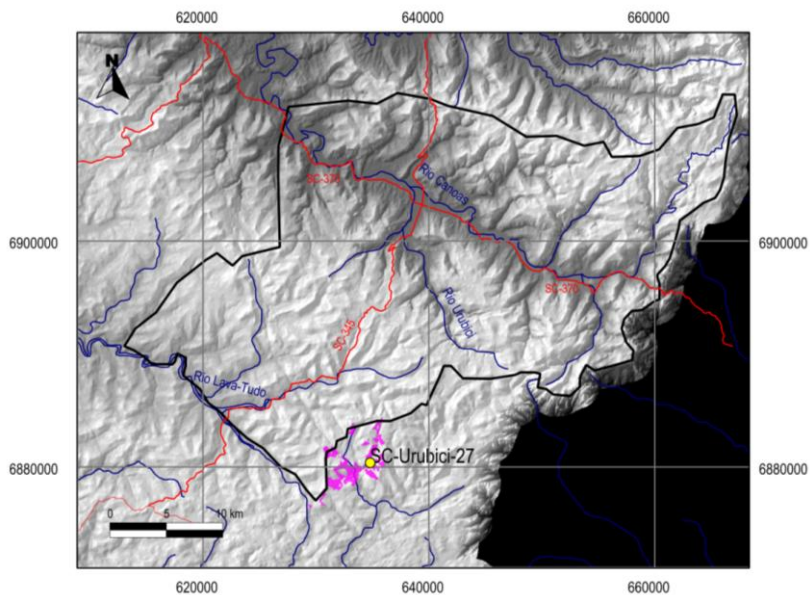 620000 640000 660000
N
Rio Canoas
SC-370
6900000 6900000
SC-370
Rio Urubici
SC-345
Rio Lava-Tudo
SC-Urubici-27
6880000 6880000
0 5 10 km
620000 640000 660000